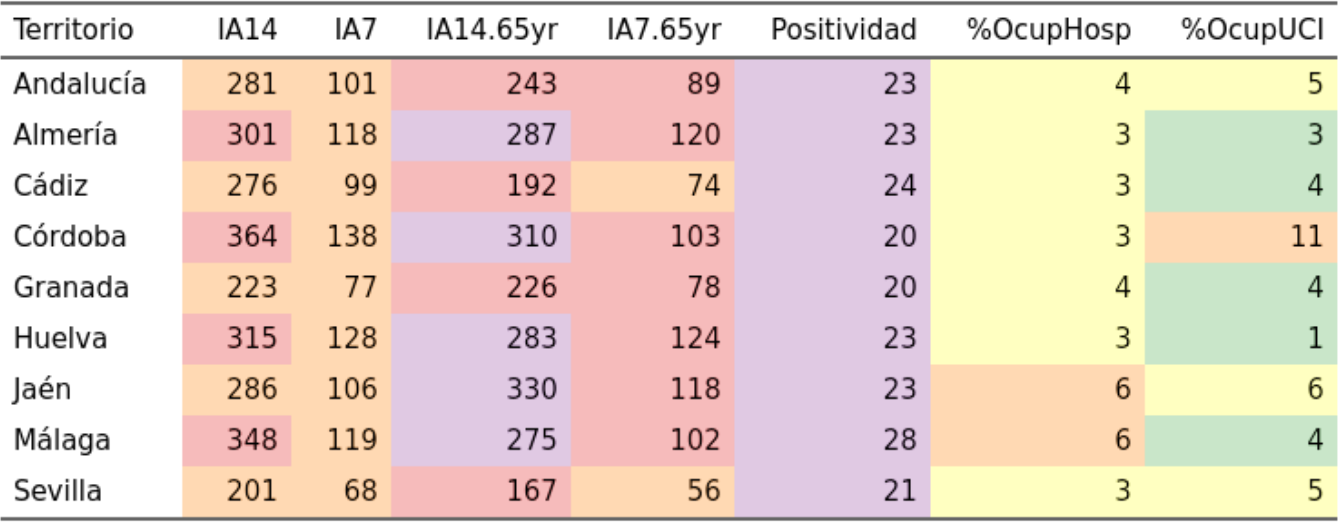 Territorio IA14 IA7 IA14.65yr IA7.65yr Positividad %OcupHosp %OcupUCI
Andalucía 281 101 243 89 23 4 5
Almería 301 118 287 120 23 3 3
Cádiz 276 99 192 74 24 3 4
Córdoba 364 138 310 103 20 3 11
Granada 223 77 226 78 20 4 4
Huelva 315 128 283 124 23 3 1
Jaén 286 106 330 118 23 6 6
Málaga 348 119 275 102 28 6 4
Sevilla 201 68 167 56 21 3 5